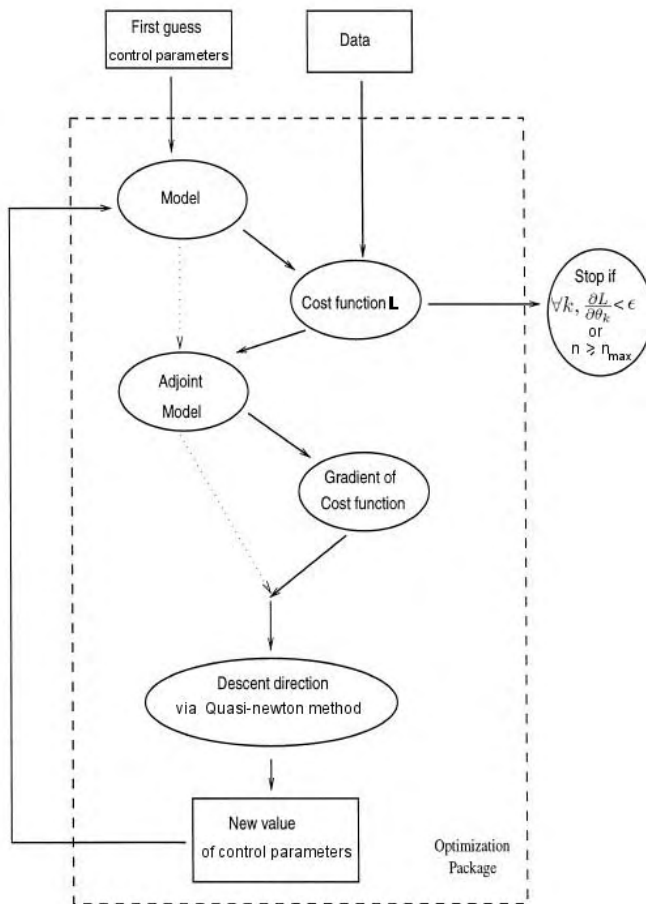 First guess
control parameters
Data
Model
Cost function L
Stop if
∀k, ∂L/∂θ_k < ϵ
or
n ⩾ n_max
Adjoint
Model
Gradient of
Cost function
Descent direction
via Quasi-newton method
New value
of control parameters
Optimization
Package